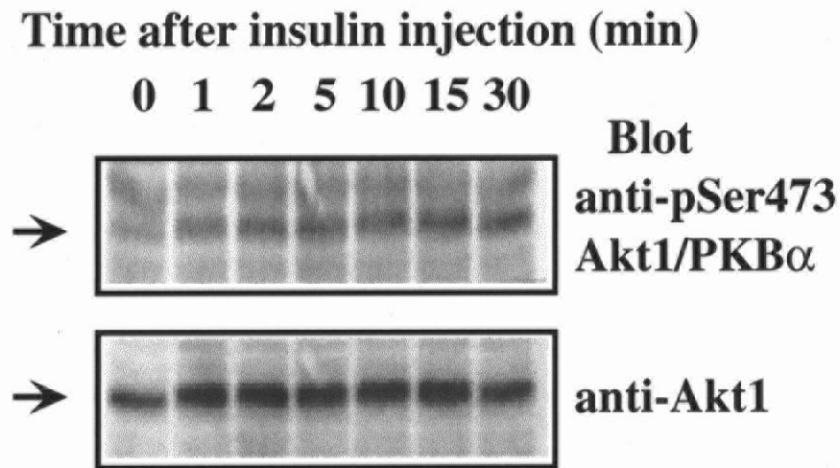 Time after insulin injection (min)
0 1 2 5 10 15 30
Blot
anti-pSer473
Akt1/PKBα
anti-Akt1